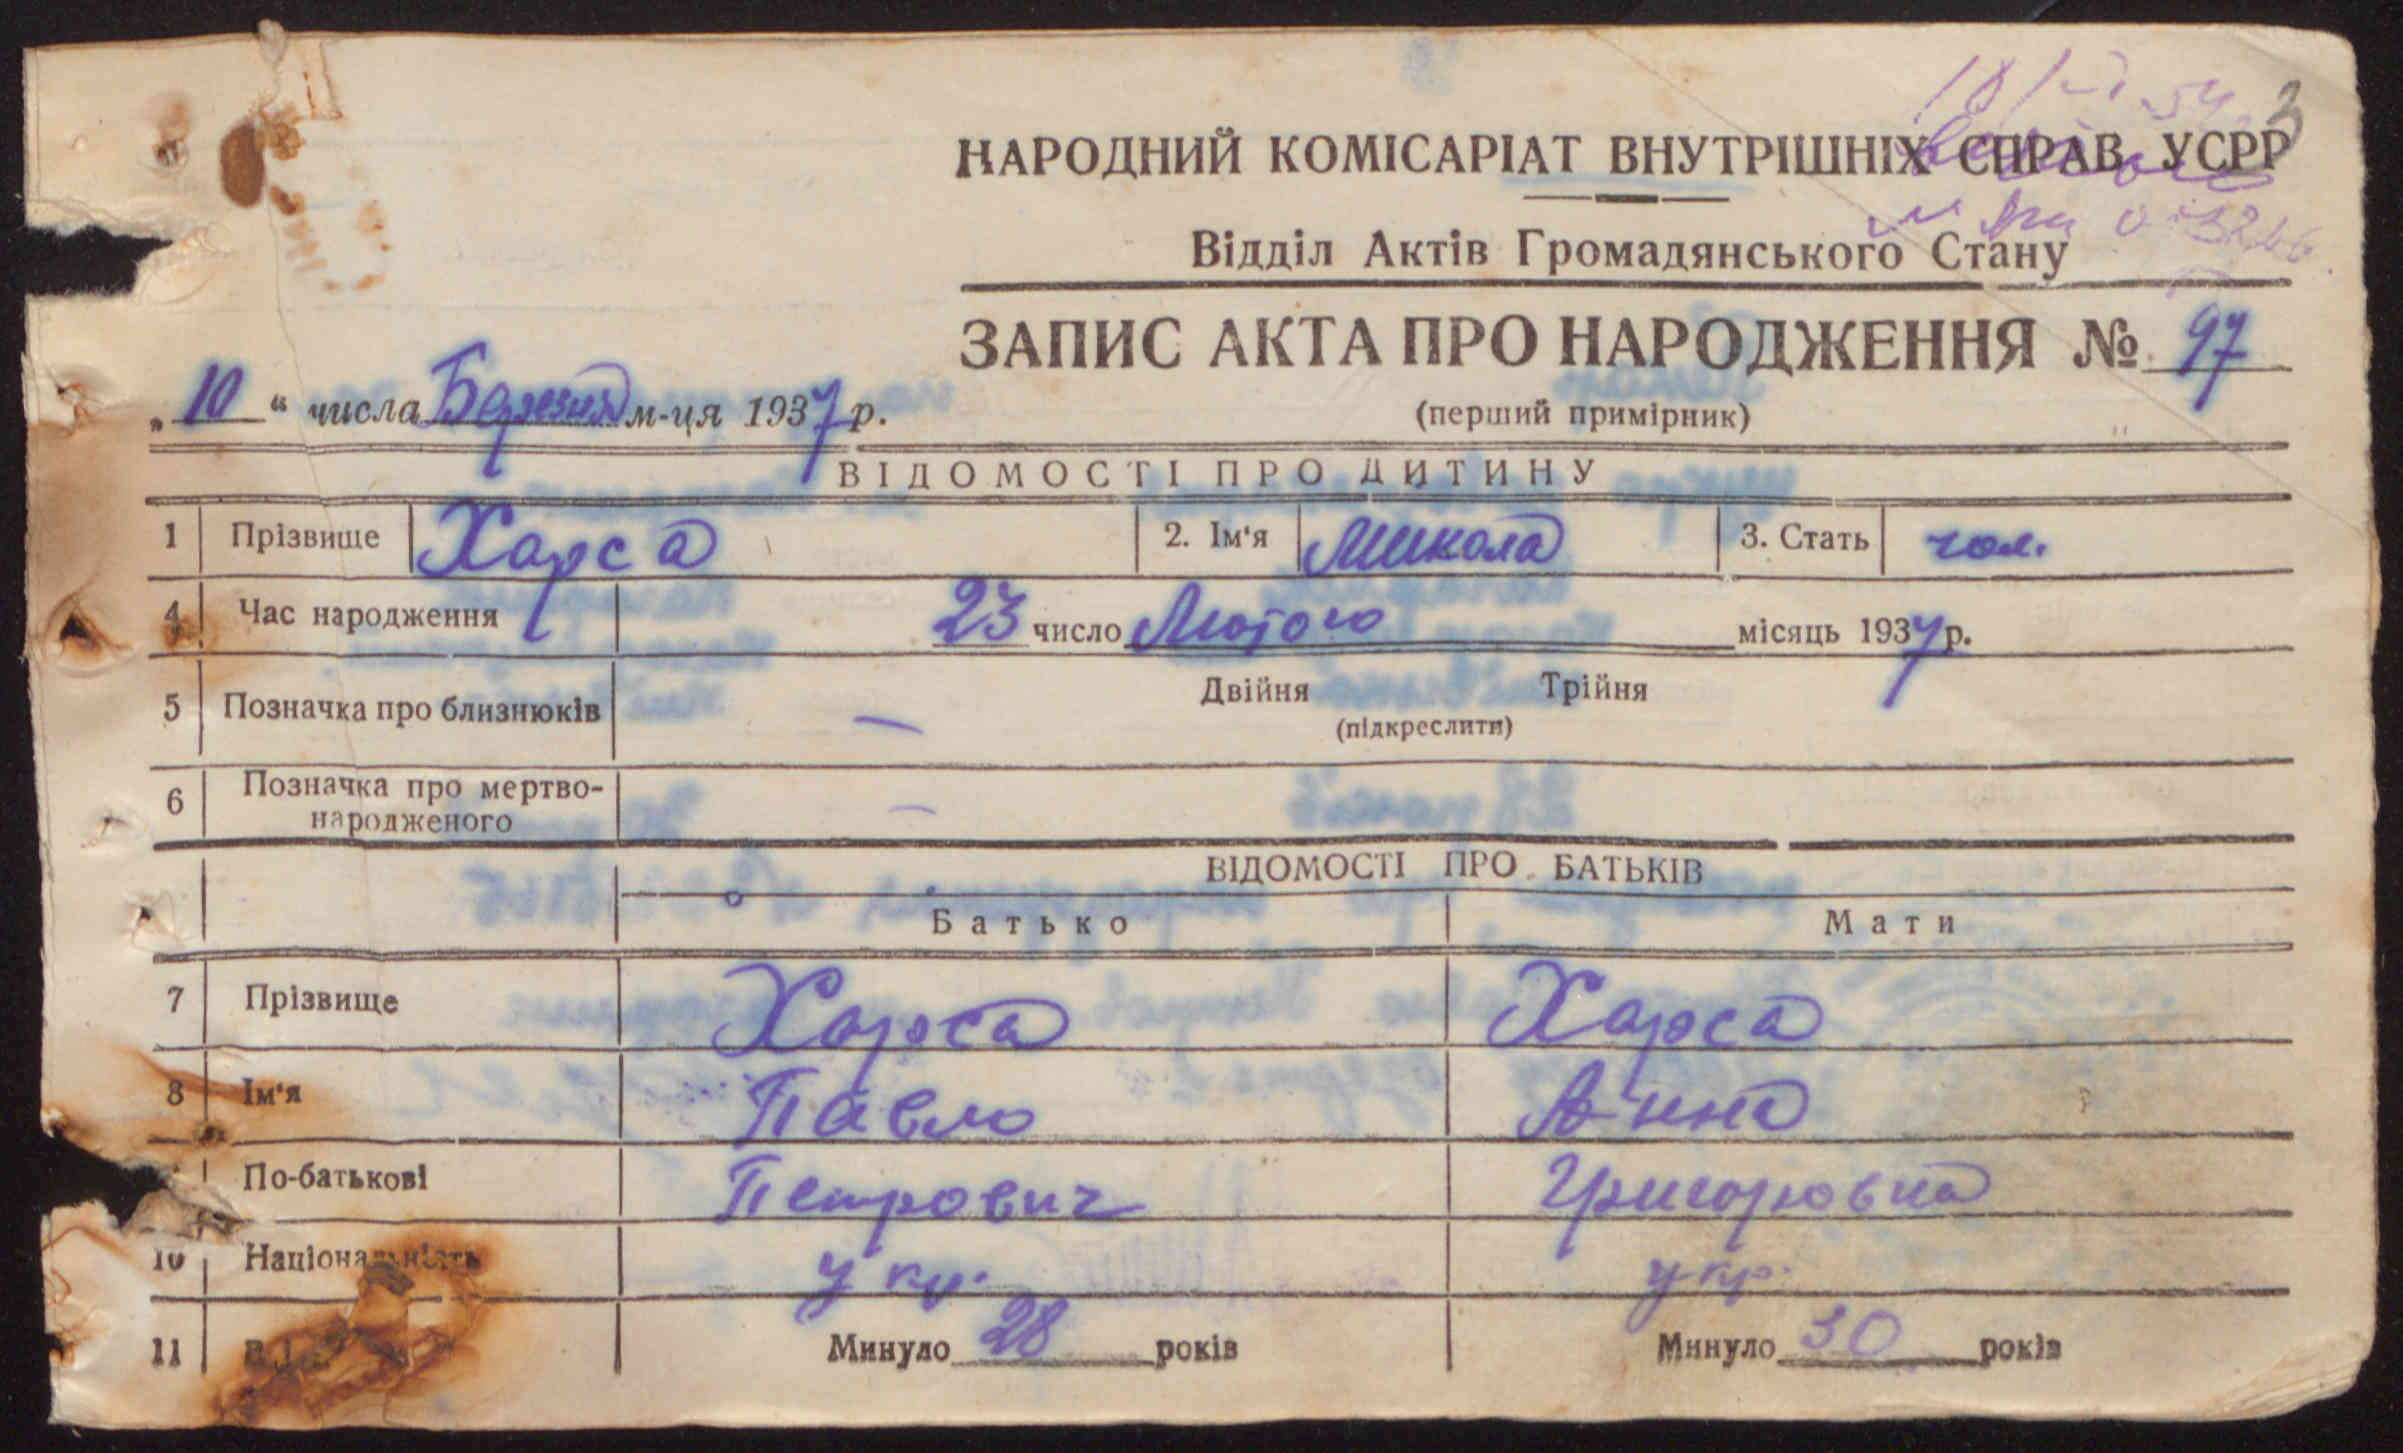 3
НАРОДНИЙ КОМІСАРІАТ ВНУТРІШНІХ СПРАВ УСРР
Відділ Актів Громадянського Стану
ЗАПИС АКТА ПРО НАРОДЖЕННЯ № 97
„ 10 “ числа Березня м-ця 1937 р.
(перший примірник)
ВІДОМОСТІ ПРО ДИТИНУ
1 Прізвище Харса 2. Ім'я Микола 3. Стать чол.
4 Час народження 23 число Лютого місяць 1937 р.
5 Позначка про близнюків — Двійня Трійня
(підкреслити)
6 Позначка про мертво-
народженого —
ВІДОМОСТІ ПРО БАТЬКІВ
Батько Мати
7 Прізвище Харса Харса
8 Ім'я Павло Анна
По-батькові Петрович Григоровна
10 Національність укр. укр.
11 Минуло 28 років Минуло 30 років